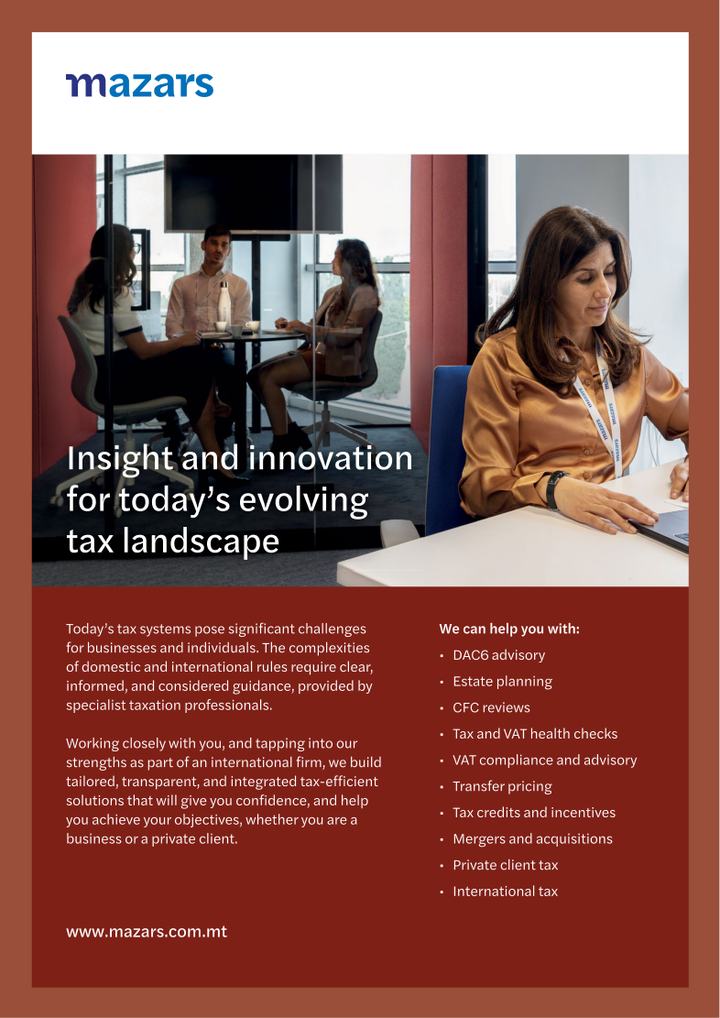 mazars
Insight and innovation
for today’s evolving
tax landscape
Today’s tax systems pose significant challenges
for businesses and individuals. The complexities
of domestic and international rules require clear,
informed, and considered guidance, provided by
specialist taxation professionals.
Working closely with you, and tapping into our
strengths as part of an international firm, we build
tailored, transparent, and integrated tax-efficient
solutions that will give you confidence, and help
you achieve your objectives, whether you are a
business or a private client.
www.mazars.com.mt
We can help you with:
• DAC6 advisory
• Estate planning
• CFC reviews
• Tax and VAT health checks
• VAT compliance and advisory
• Transfer pricing
• Tax credits and incentives
• Mergers and acquisitions
• Private client tax
• International tax